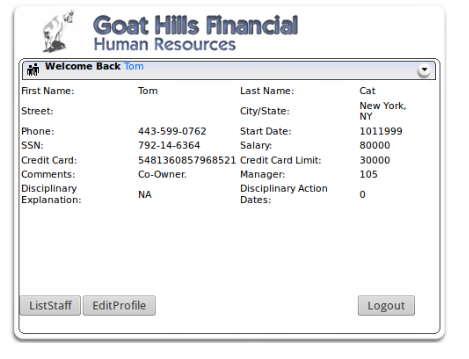 Goat Hills Financial
Human Resources
Welcome Back Tom
First Name: Tom Last Name: Cat
Street: City/State: New York, NY
Phone: 443-599-0762 Start Date: 1011999
SSN: 792-14-6364 Salary: 80000
Credit Card: 5481360857968521 Credit Card Limit: 30000
Comments: Co-Owner. Manager: 105
Disciplinary Explanation: NA Disciplinary Action Dates: 0
ListStaff EditProfile Logout